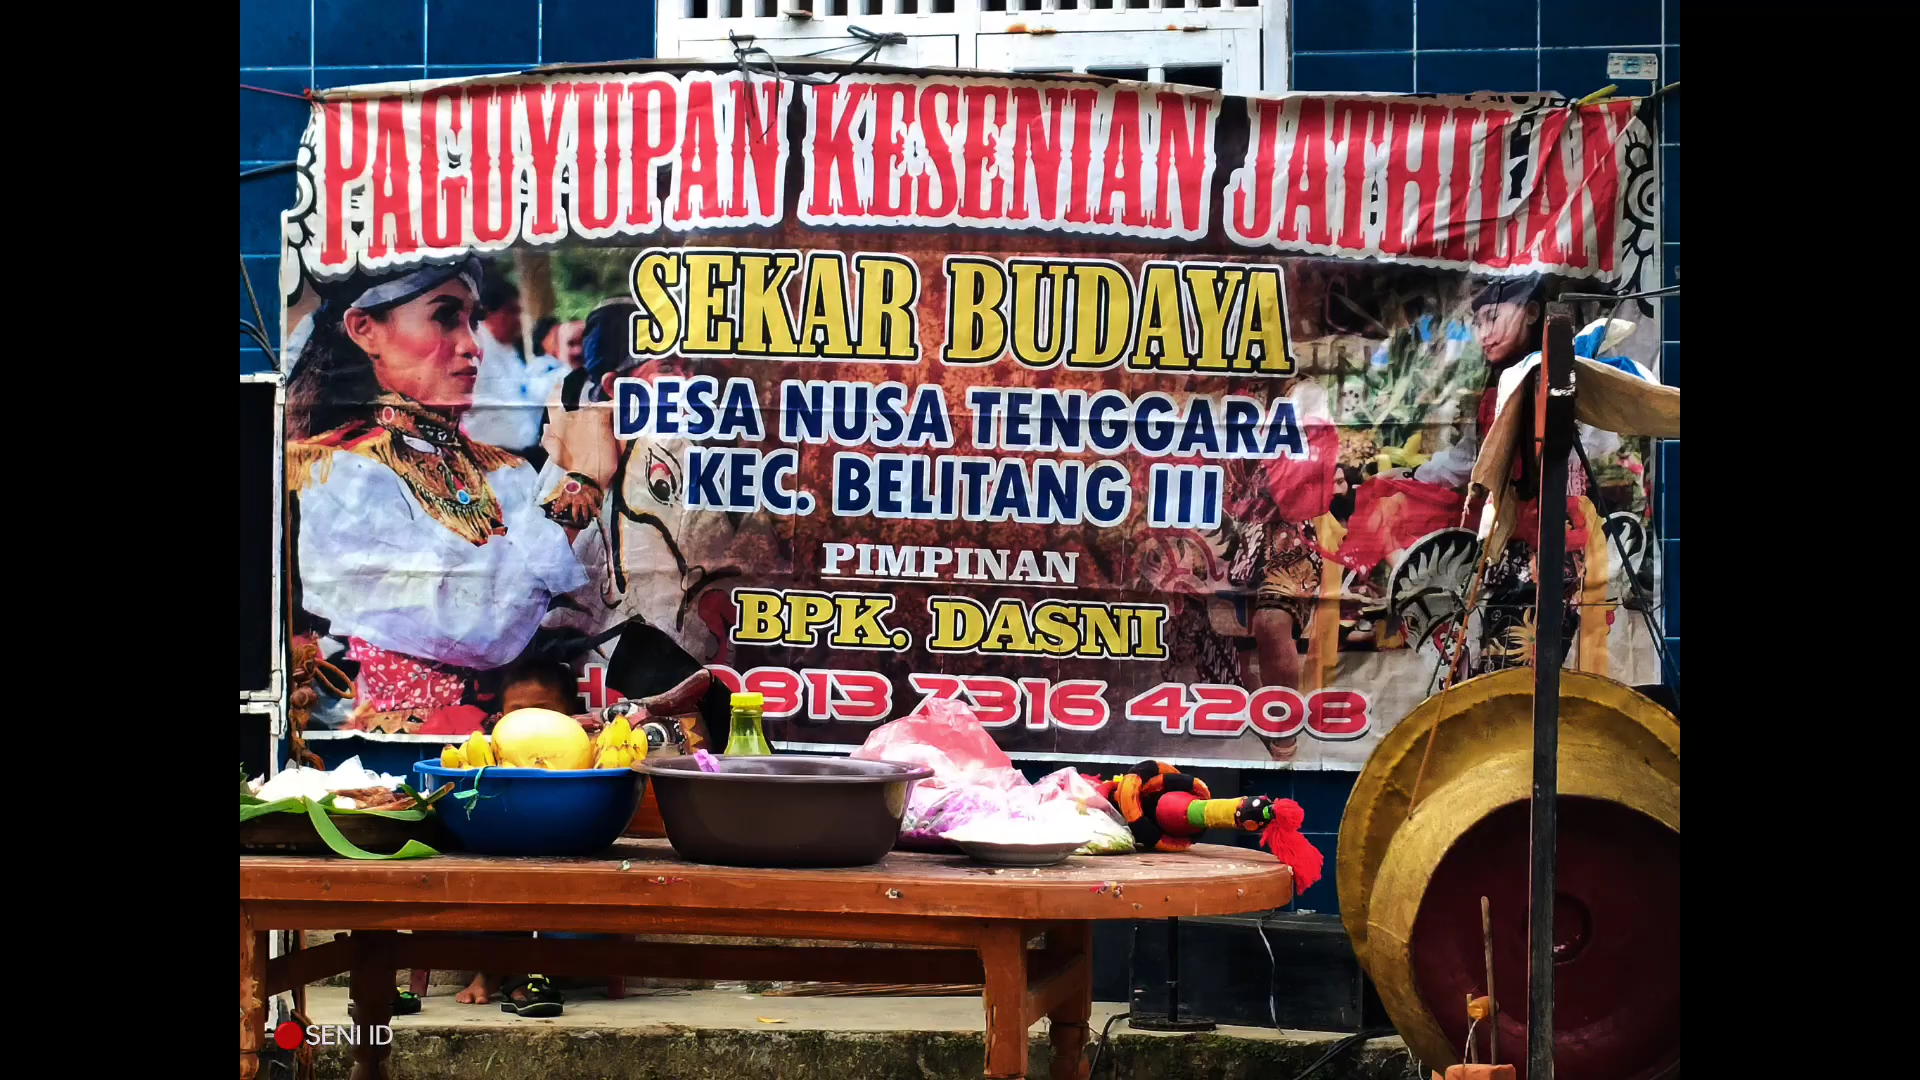 PAGUYUPAN KESENIAN JATHILAN
SEKAR BUDAYA
DESA NUSA TENGGARA
KEC. BELITANG III
PIMPINAN
BPK. DASNI
0813 7316 4208
SENI ID